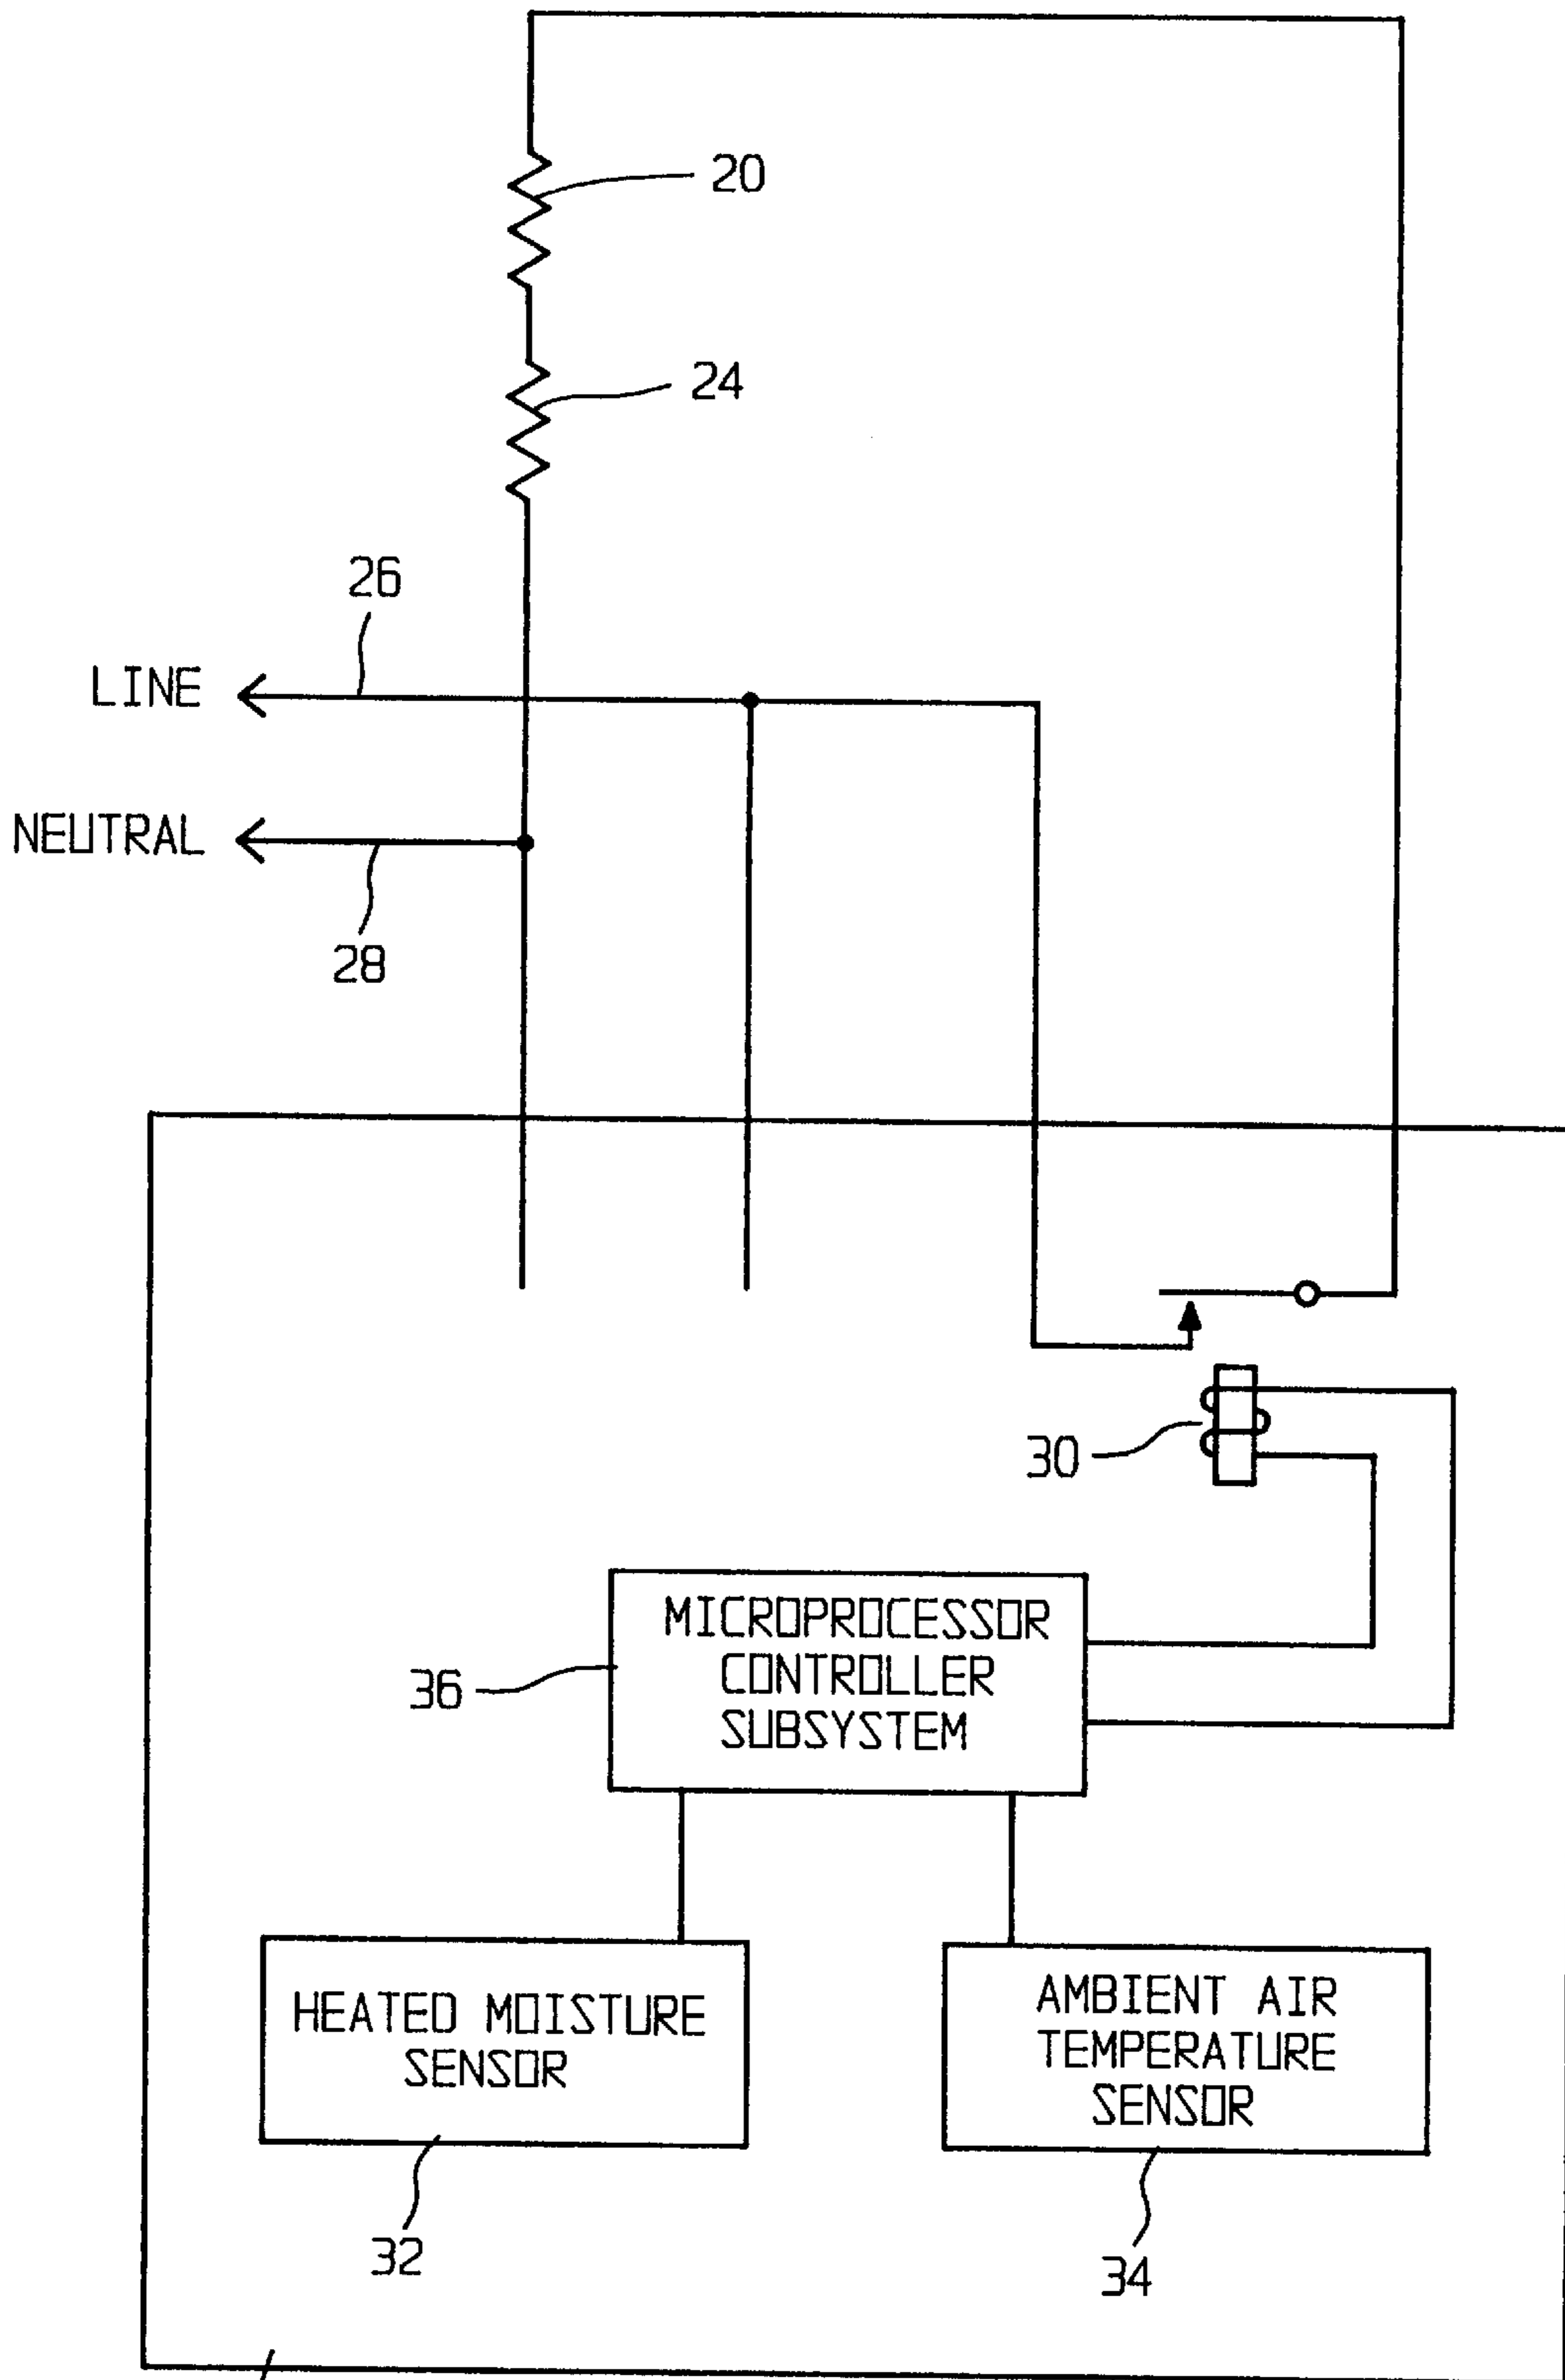 20
24
26
LINE
NEUTRAL
28
30
MICROPROCESSOR
CONTROLLER
SUBSYSTEM
36
HEATED MOISTURE
SENSOR
AMBIENT AIR
TEMPERATURE
SENSOR
32
34